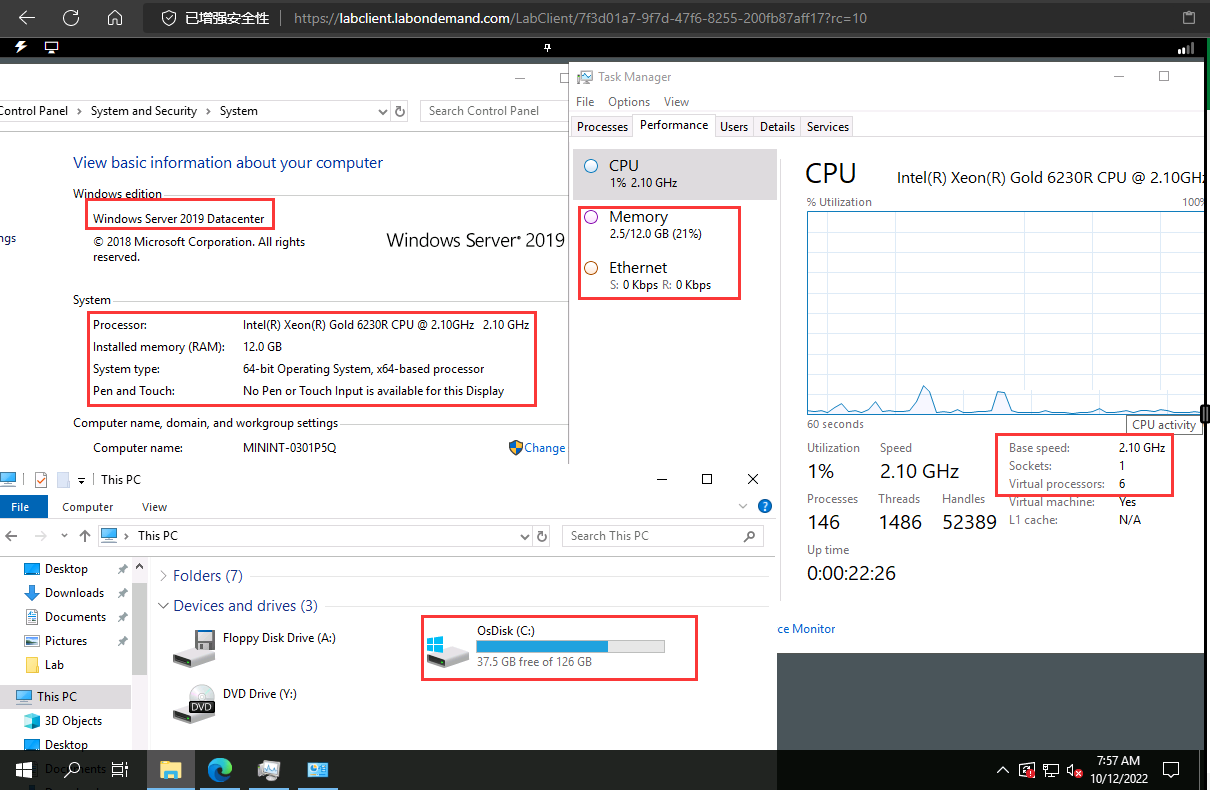 已增强安全性
https://labclient.labondemand.com/LabClient/7f3d01a7-9f7d-47f6-8255-200fb87aff17?rc=10
Control Panel > System and Security > System
Search Control Panel
View basic information about your computer
Windows edition
Windows Server 2019 Datacenter
© 2018 Microsoft Corporation. All rights
reserved.
Windows Server® 2019
System
Processor: Intel(R) Xeon(R) Gold 6230R CPU @ 2.10GHz 2.10 GHz
Installed memory (RAM): 12.0 GB
System type: 64-bit Operating System, x64-based processor
Pen and Touch: No Pen or Touch Input is available for this Display
Computer name, domain, and workgroup settings
Computer name: MININT-0301P5Q
Change
Task Manager
File Options View
Processes Performance Users Details Services
CPU
1% 2.10 GHz
Memory
2.5/12.0 GB (21%)
Ethernet
S: 0 Kbps R: 0 Kbps
CPU Intel(R) Xeon(R) Gold 6230R CPU @ 2.10GHz
% Utilization 100%
60 seconds
CPU activity
Utilization Speed
1% 2.10 GHz
Processes Threads Handles
146 1486 52389
Up time
0:00:22:26
Base speed: 2.10 GHz
Sockets: 1
Virtual processors: 6
Virtual machine: Yes
L1 cache: N/A
ce Monitor
This PC
File Computer View
This PC
Search This PC
Desktop
Downloads
Documents
Pictures
Lab
This PC
3D Objects
Desktop
Documents
Folders (7)
Devices and drives (3)
Floppy Disk Drive (A:)
OsDisk (C:)
37.5 GB free of 126 GB
DVD Drive (Y:)
DVD
7:57 AM
10/12/2022